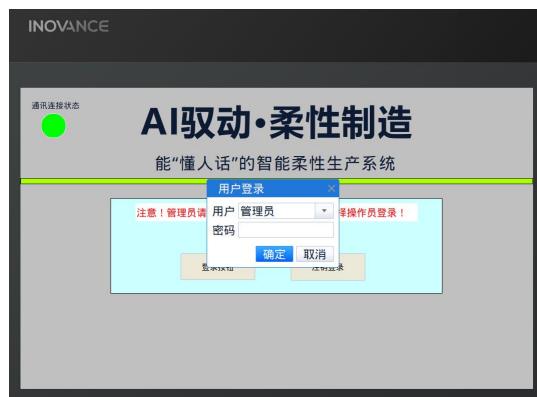 INOVANCE
通讯连接状态
AI驭动·柔性制造
能“懂人话”的智能柔性生产系统
用户登录
注意！管理员请
择操作员登录！
用户 管理员
密码
确定 取消
登录按钮
注销登录